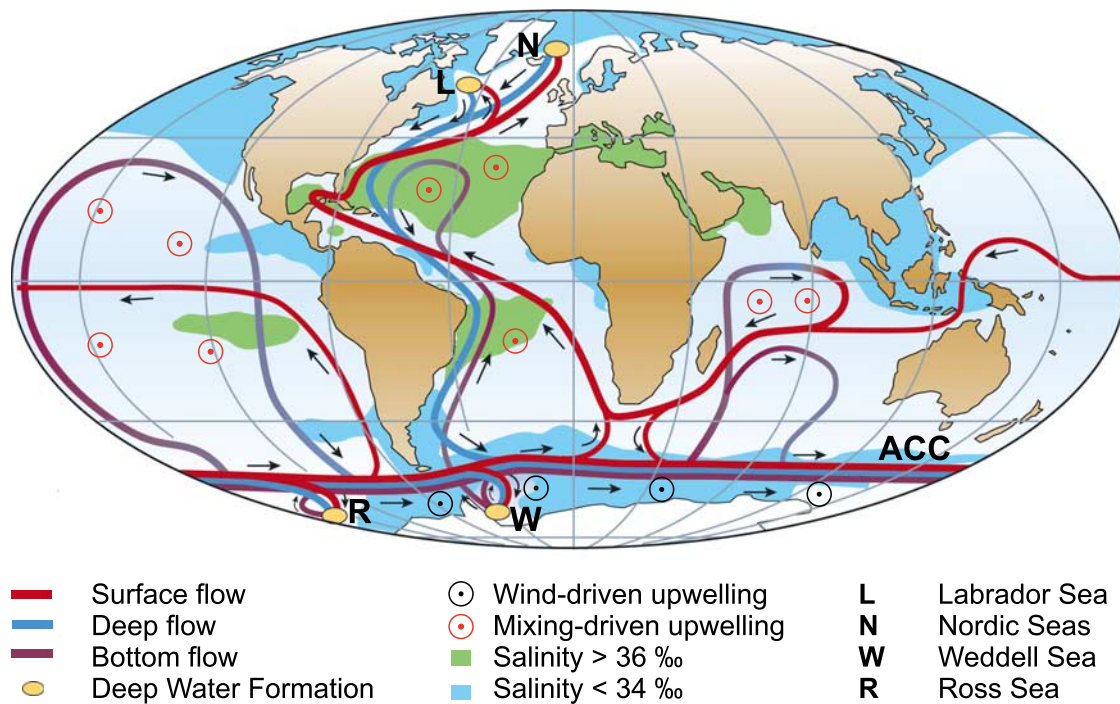 N
L
ACC
R
W
Surface flow
Deep flow
Bottom flow
Deep Water Formation
Wind-driven upwelling
Mixing-driven upwelling
Salinity > 36 ‰
Salinity < 34 ‰
L Labrador Sea
N Nordic Seas
W Weddell Sea
R Ross Sea